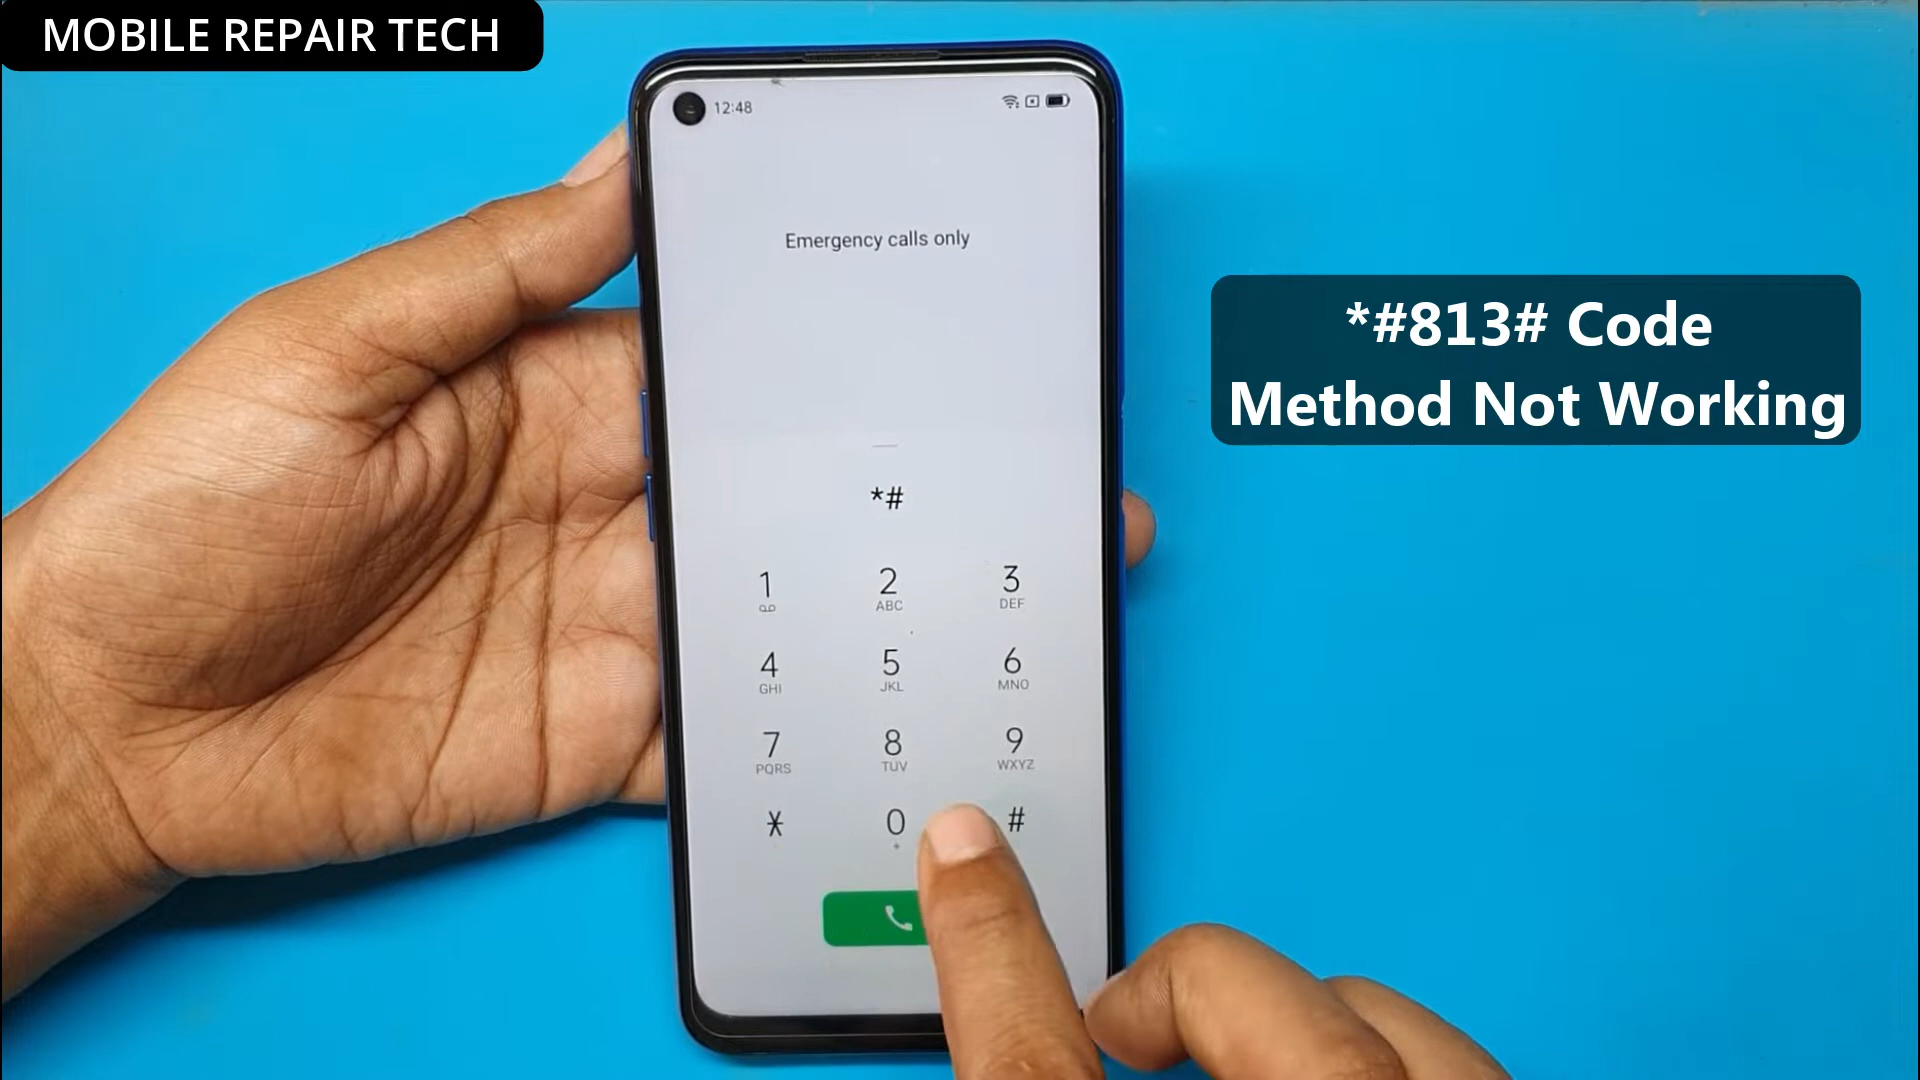 MOBILE REPAIR TECH
12:48
Emergency calls only
*#813# Code
Method Not Working
*#
1 2 3
ABC DEF
4 5 6
GHI JKL MNO
7 8 9
PQRS TUV WXYZ
* 0 #
+